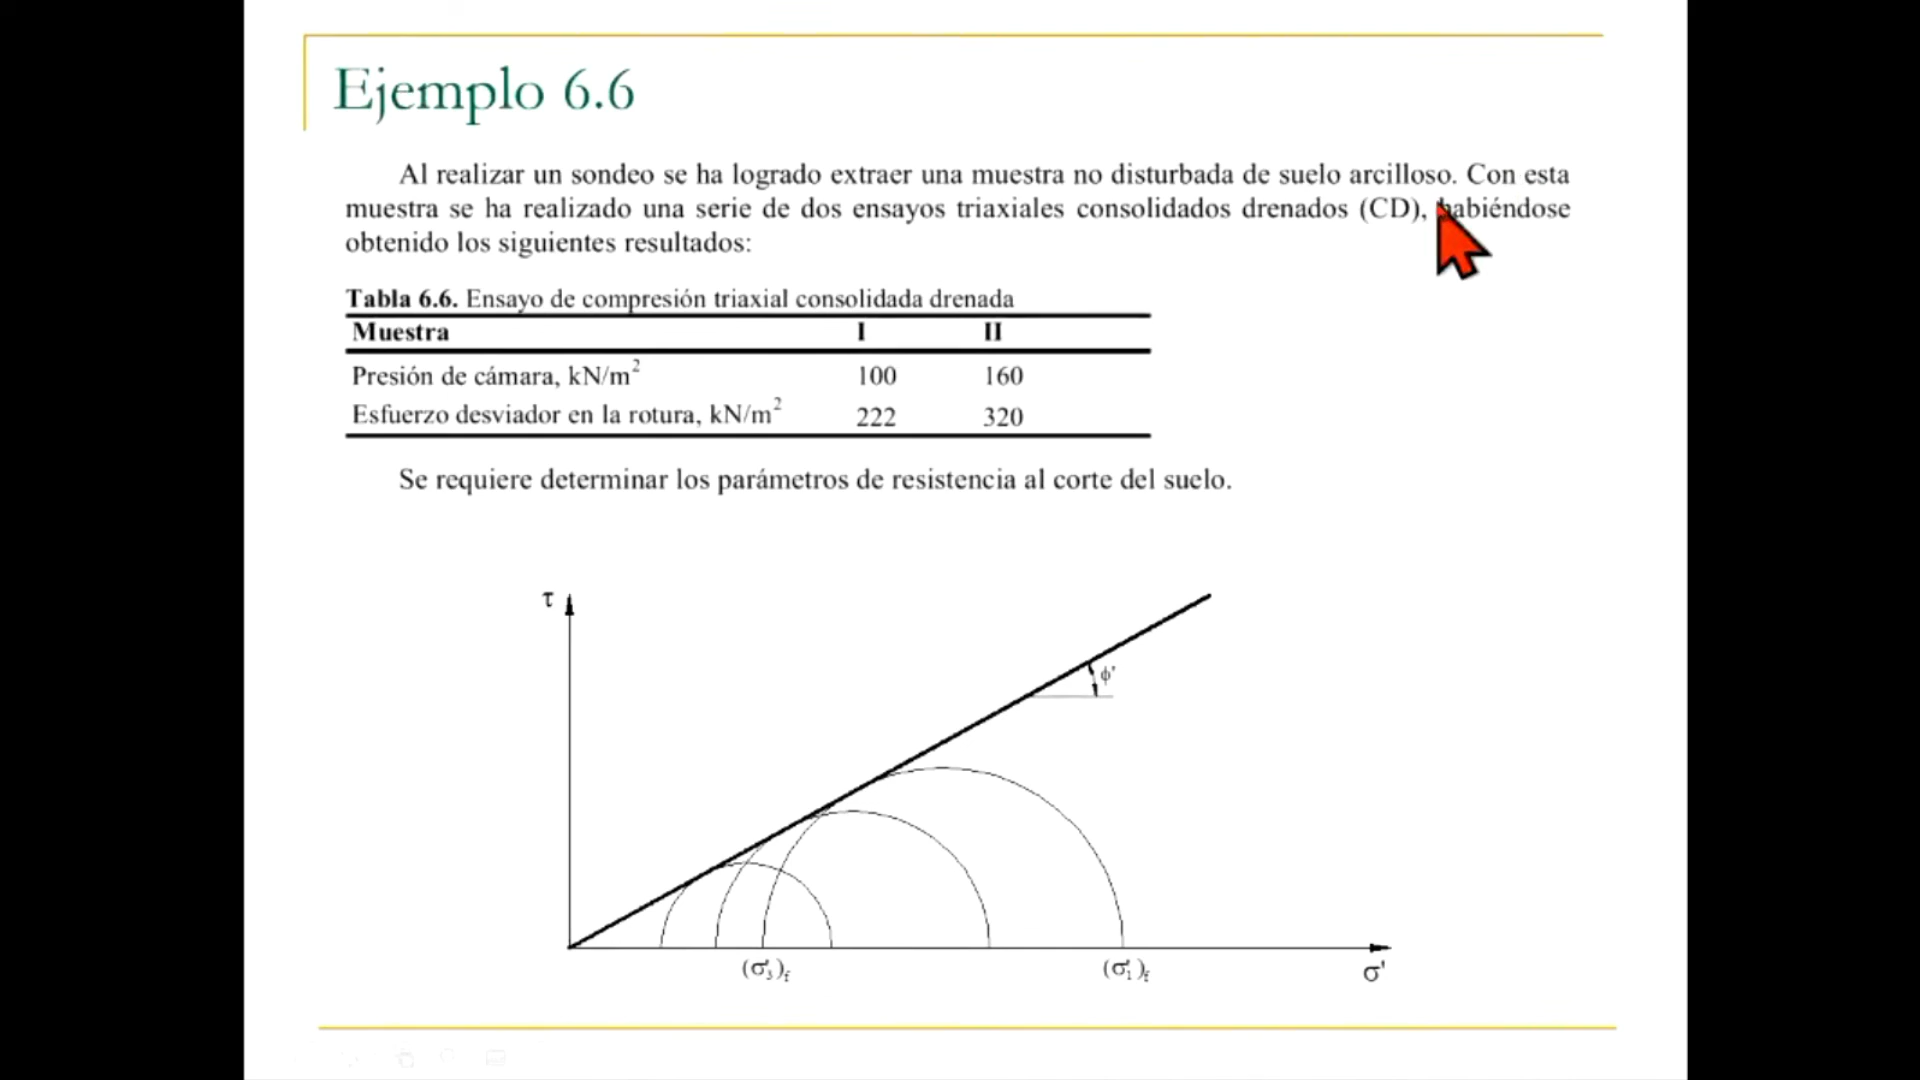 Ejemplo 6.6
Al realizar un sondeo se ha logrado extraer una muestra no disturbada de suelo arcilloso. Con esta
muestra se ha realizado una serie de dos ensayos triaxiales consolidados drenados (CD), habiéndose
obtenido los siguientes resultados:
Tabla 6.6. Ensayo de compresión triaxial consolidada drenada
Muestra I II
Presión de cámara, kN/m² 100 160
Esfuerzo desviador en la rotura, kN/m² 222 320
Se requiere determinar los parámetros de resistencia al corte del suelo.
τ
ϕ'
(σ'₃)f (σ'₁)f σ'